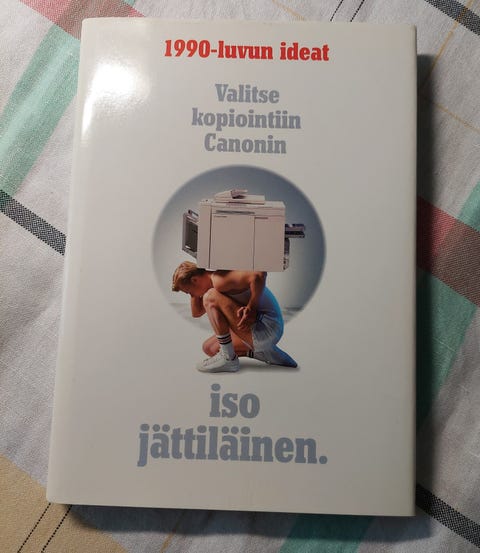 1990-luvun ideat
Valitse
kopiointiin
Canonin
iso
jättiläinen.